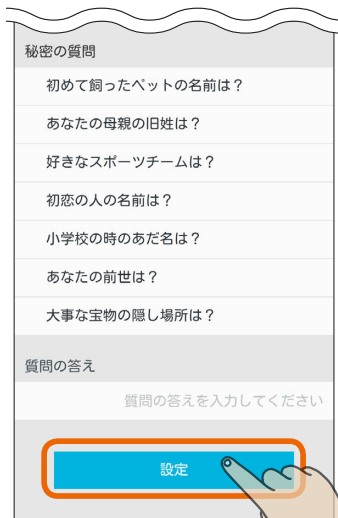 秘密の質問
初めて飼ったペットの名前は？
あなたの母親の旧姓は？
好きなスポーツチームは？
初恋の人の名前は？
小学校の時のあだ名は？
あなたの前世は？
大事な宝物の隠し場所は？
質問の答え
質問の答えを入力してください
設定